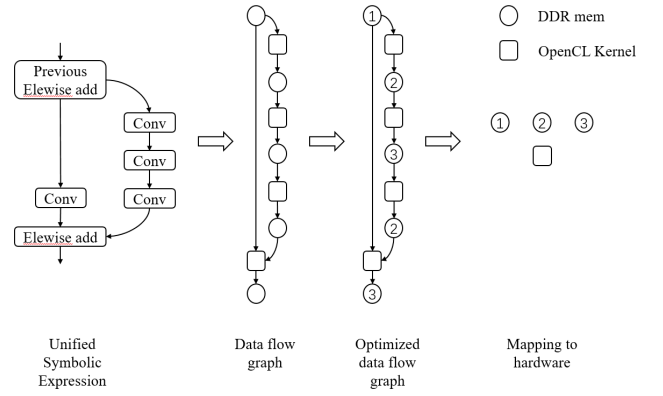 Previous
Elewise add
Conv
Conv
Conv
Conv
Elewise add
1
2
3
2
3
DDR mem
OpenCL Kernel
1 2 3
Unified
Symbolic
Expression
Data flow
graph
Optimized
data flow
graph
Mapping to
hardware